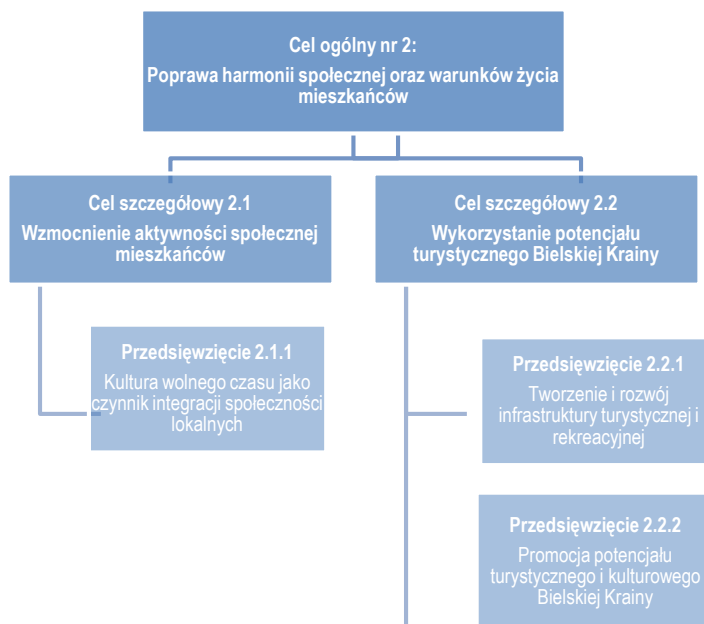 Cel ogólny nr 2:
Poprawa harmonii społecznej oraz warunków życia
mieszkańców
Cel szczegółowy 2.1
Wzmocnienie aktywności społecznej
mieszkańców
Cel szczegółowy 2.2
Wykorzystanie potencjału
turystycznego Bielskiej Krainy
Przedsięwzięcie 2.1.1
Kultura wolnego czasu jako
czynnik integracji społeczności
lokalnych
Przedsięwzięcie 2.2.1
Tworzenie i rozwój
infrastruktury turystycznej i
rekreacyjnej
Przedsięwzięcie 2.2.2
Promocja potencjału
turystycznego i kulturowego
Bielskiej Krainy